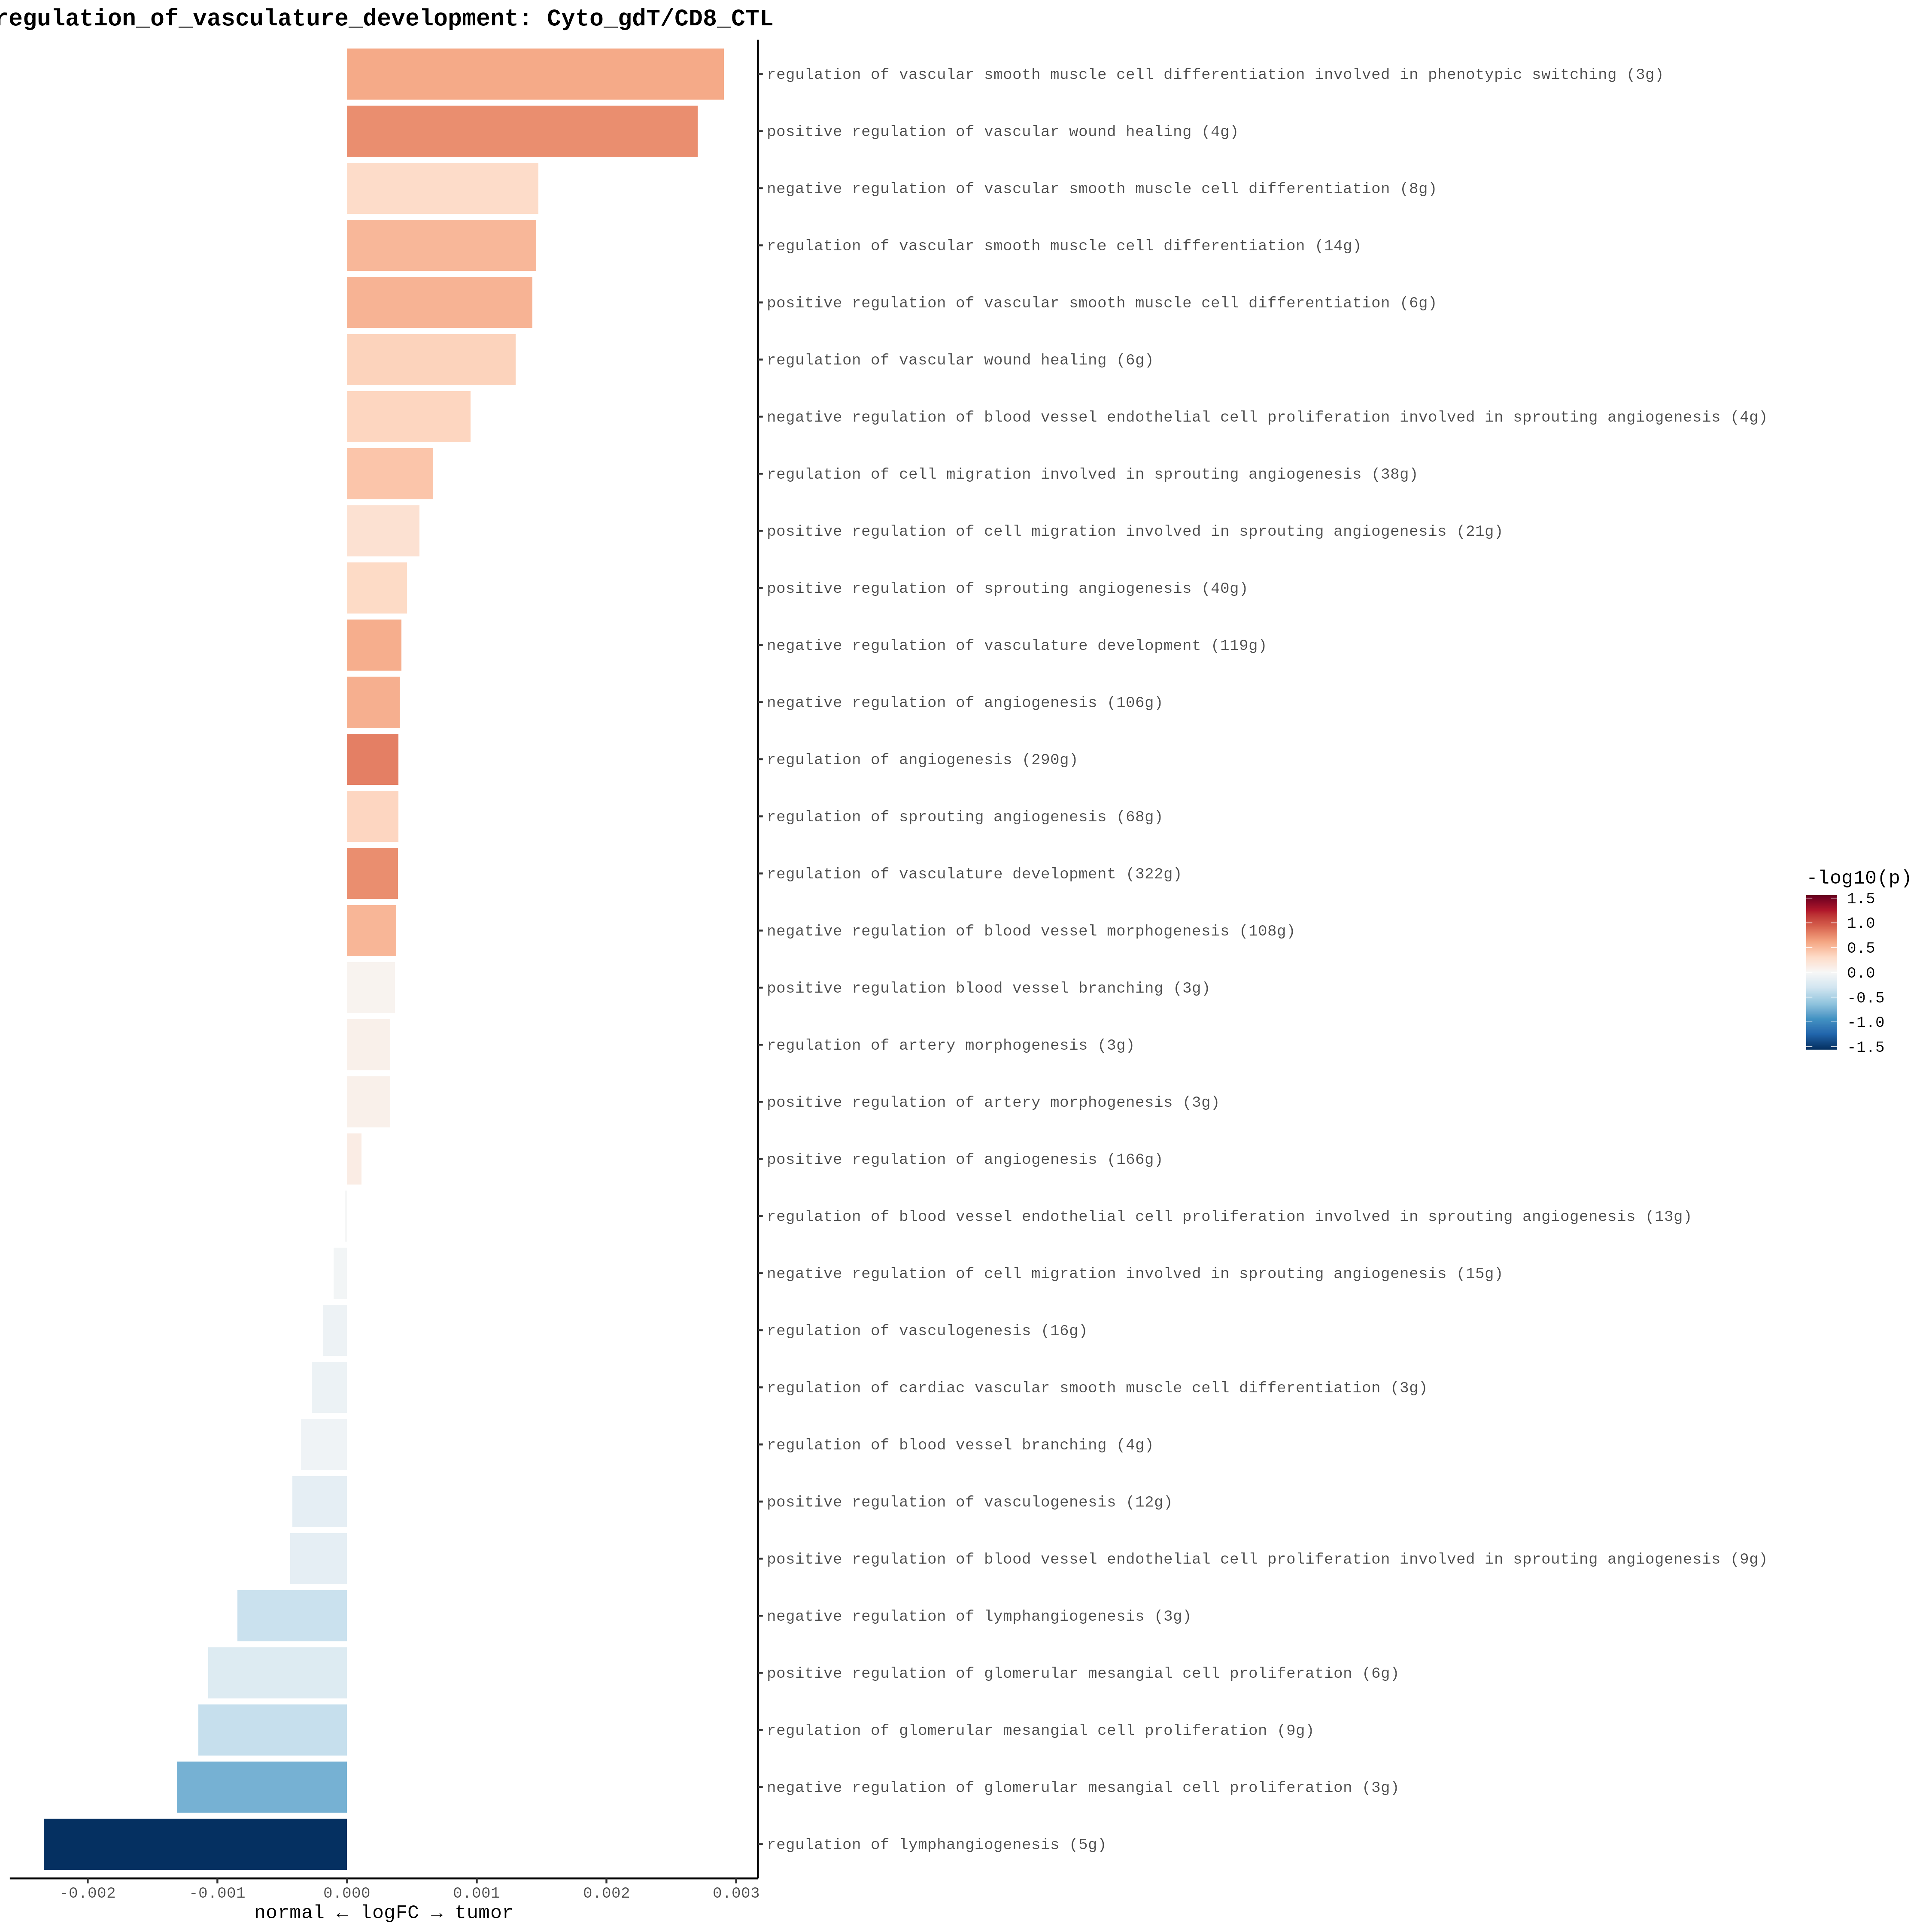 regulation_of_vasculature_development: Cyto_gdT/CD8_CTL
regulation of vascular smooth muscle cell differentiation involved in phenotypic switching (3g)
positive regulation of vascular wound healing (4g)
negative regulation of vascular smooth muscle cell differentiation (8g)
regulation of vascular smooth muscle cell differentiation (14g)
positive regulation of vascular smooth muscle cell differentiation (6g)
regulation of vascular wound healing (6g)
negative regulation of blood vessel endothelial cell proliferation involved in sprouting angiogenesis (4g)
regulation of cell migration involved in sprouting angiogenesis (38g)
positive regulation of cell migration involved in sprouting angiogenesis (21g)
positive regulation of sprouting angiogenesis (40g)
negative regulation of vasculature development (119g)
negative regulation of angiogenesis (106g)
regulation of angiogenesis (290g)
regulation of sprouting angiogenesis (68g)
regulation of vasculature development (322g)
negative regulation of blood vessel morphogenesis (108g)
positive regulation blood vessel branching (3g)
regulation of artery morphogenesis (3g)
positive regulation of artery morphogenesis (3g)
positive regulation of angiogenesis (166g)
regulation of blood vessel endothelial cell proliferation involved in sprouting angiogenesis (13g)
negative regulation of cell migration involved in sprouting angiogenesis (15g)
regulation of vasculogenesis (16g)
regulation of cardiac vascular smooth muscle cell differentiation (3g)
regulation of blood vessel branching (4g)
positive regulation of vasculogenesis (12g)
positive regulation of blood vessel endothelial cell proliferation involved in sprouting angiogenesis (9g)
negative regulation of lymphangiogenesis (3g)
positive regulation of glomerular mesangial cell proliferation (6g)
regulation of glomerular mesangial cell proliferation (9g)
negative regulation of glomerular mesangial cell proliferation (3g)
regulation of lymphangiogenesis (5g)
-0.002 -0.001 0.000 0.001 0.002 0.003
normal ← logFC → tumor
-log10(p)
1.5
1.0
0.5
0.0
-0.5
-1.0
-1.5